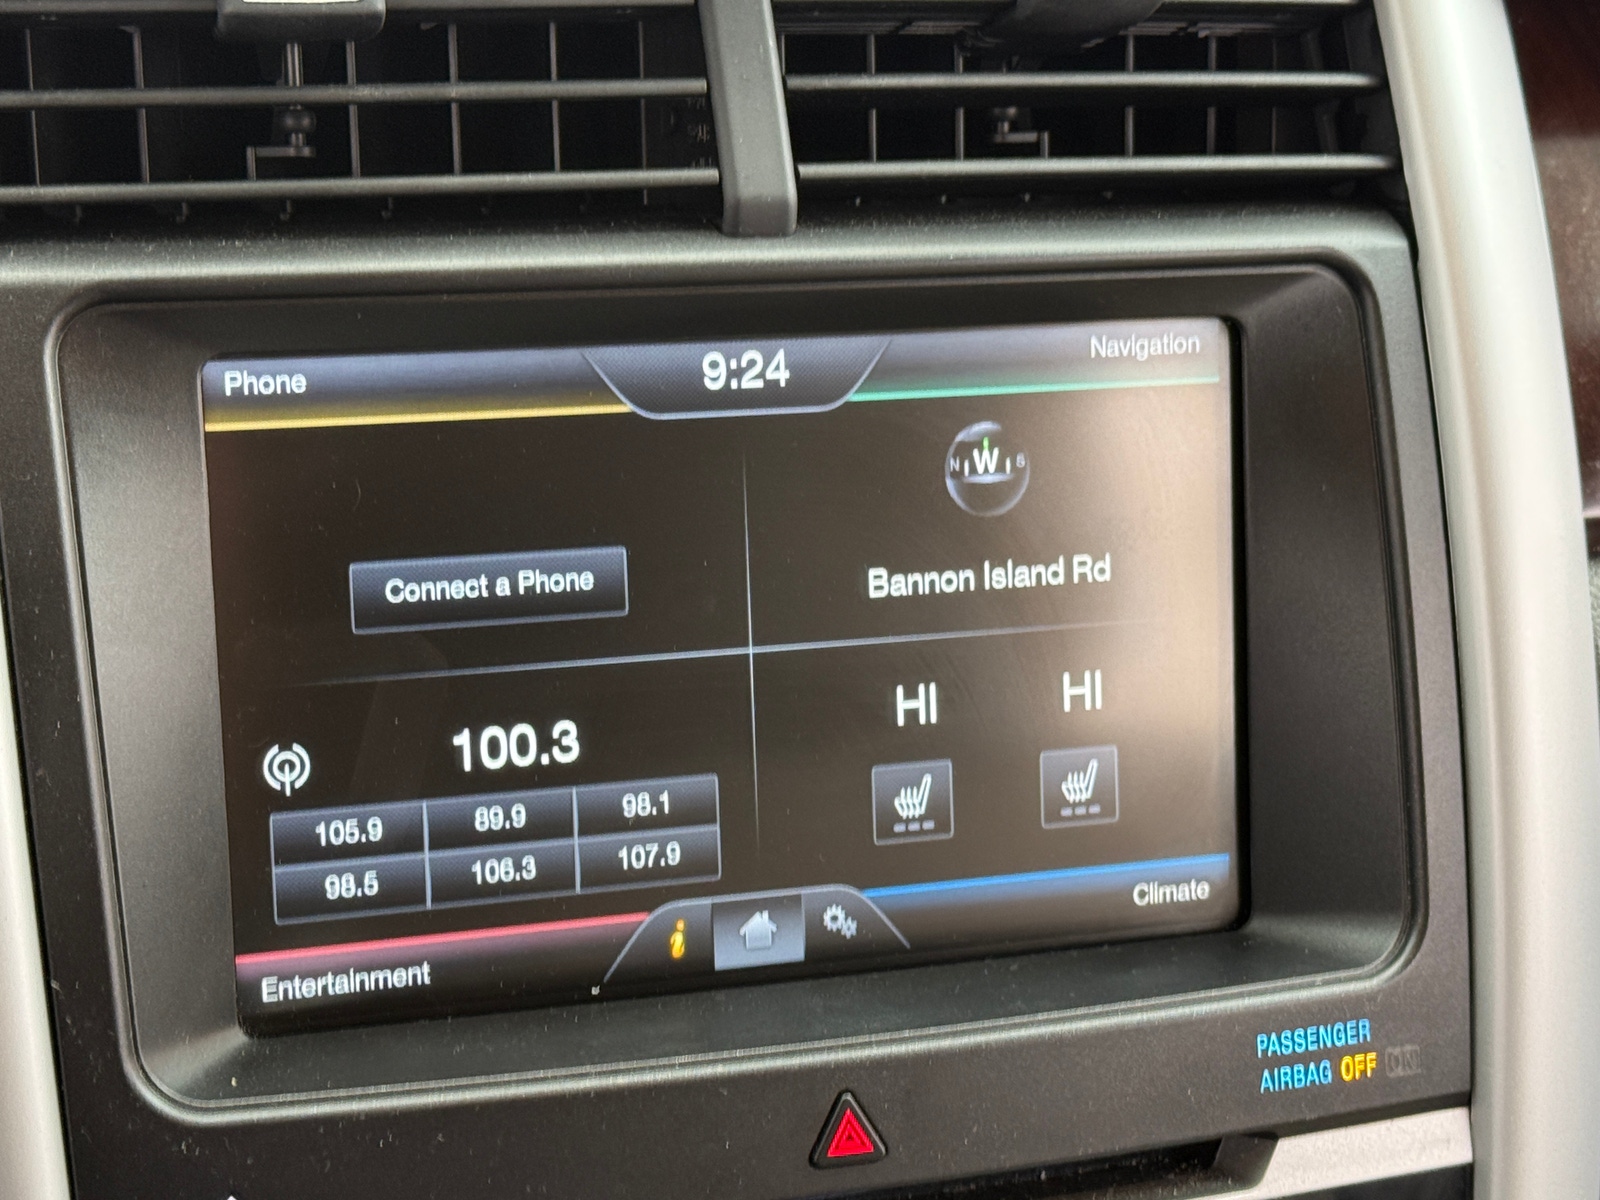 Phone
9:24
Navigation
N W S
Connect a Phone
Bannon Island Rd
100.3
HI HI
105.9 89.9 98.1
98.5 106.3 107.9
i
Climate
Entertainment
PASSENGER
AIRBAG OFF ON